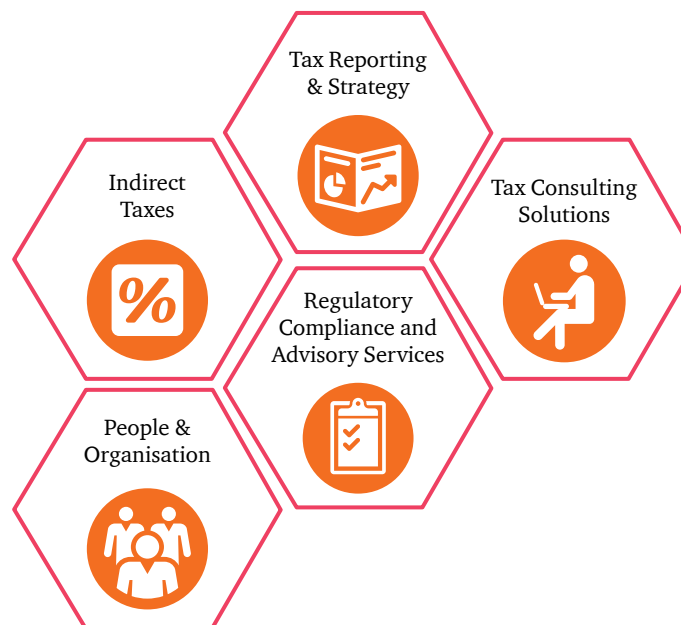 Tax Reporting
& Strategy
Indirect
Taxes
%
Tax Consulting
Solutions
Regulatory
Compliance and
Advisory Services
People &
Organisation